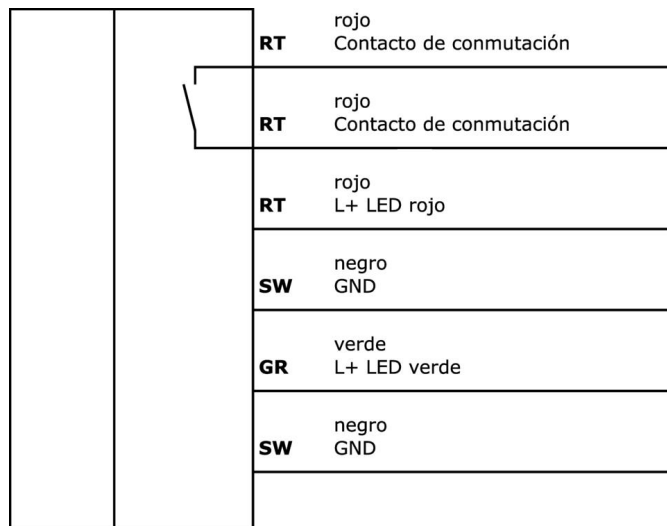 rojo
RT Contacto de conmutación
rojo
RT Contacto de conmutación
rojo
RT L+ LED rojo
negro
SW GND
verde
GR L+ LED verde
negro
SW GND